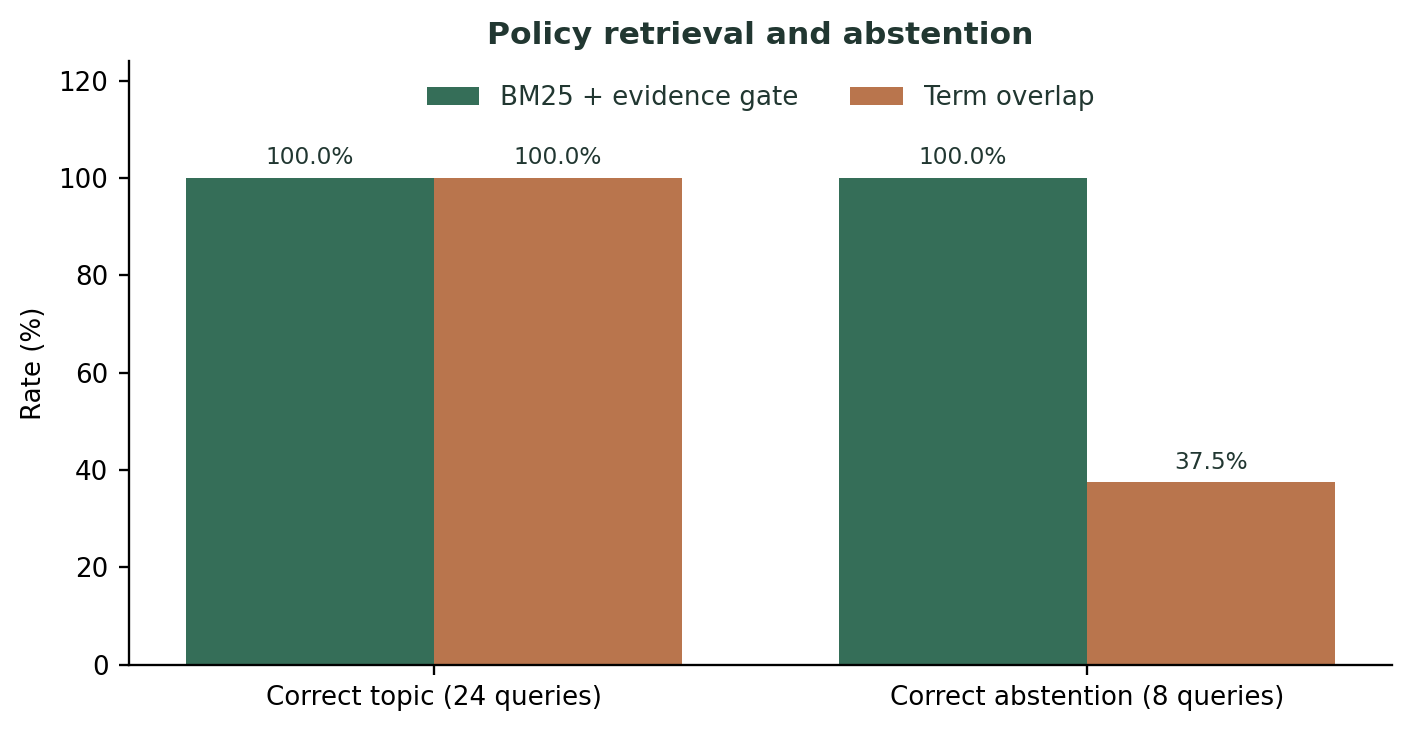 Policy retrieval and abstention
BM25 + evidence gate
Term overlap
120
100
80
60
40
20
0
Rate (%)
100.0%
100.0%
100.0%
37.5%
Correct topic (24 queries)
Correct abstention (8 queries)